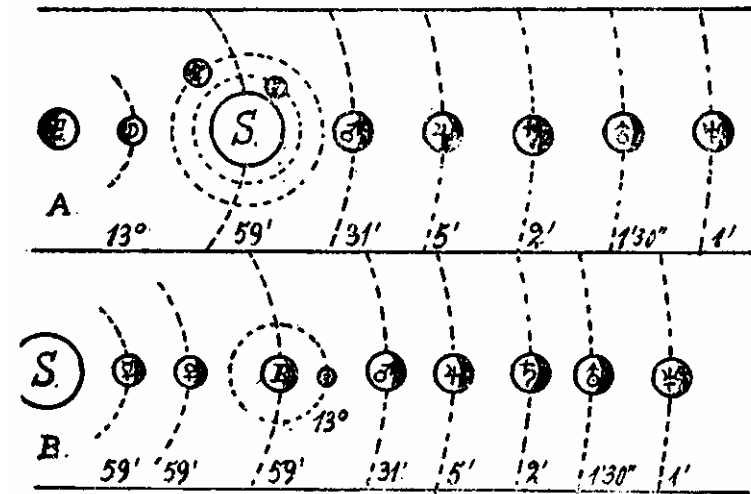 S. ♂ ♃ ♄ ⛢ ♆
A.
13° 59' 31' 5' 2' 1'30" 1'
S. ☿ ♀ E ♂ ♃ ♄ ⛢ ♆
13°
B.
59' 59' 59' 31' 5' 2' 1'30" 1'